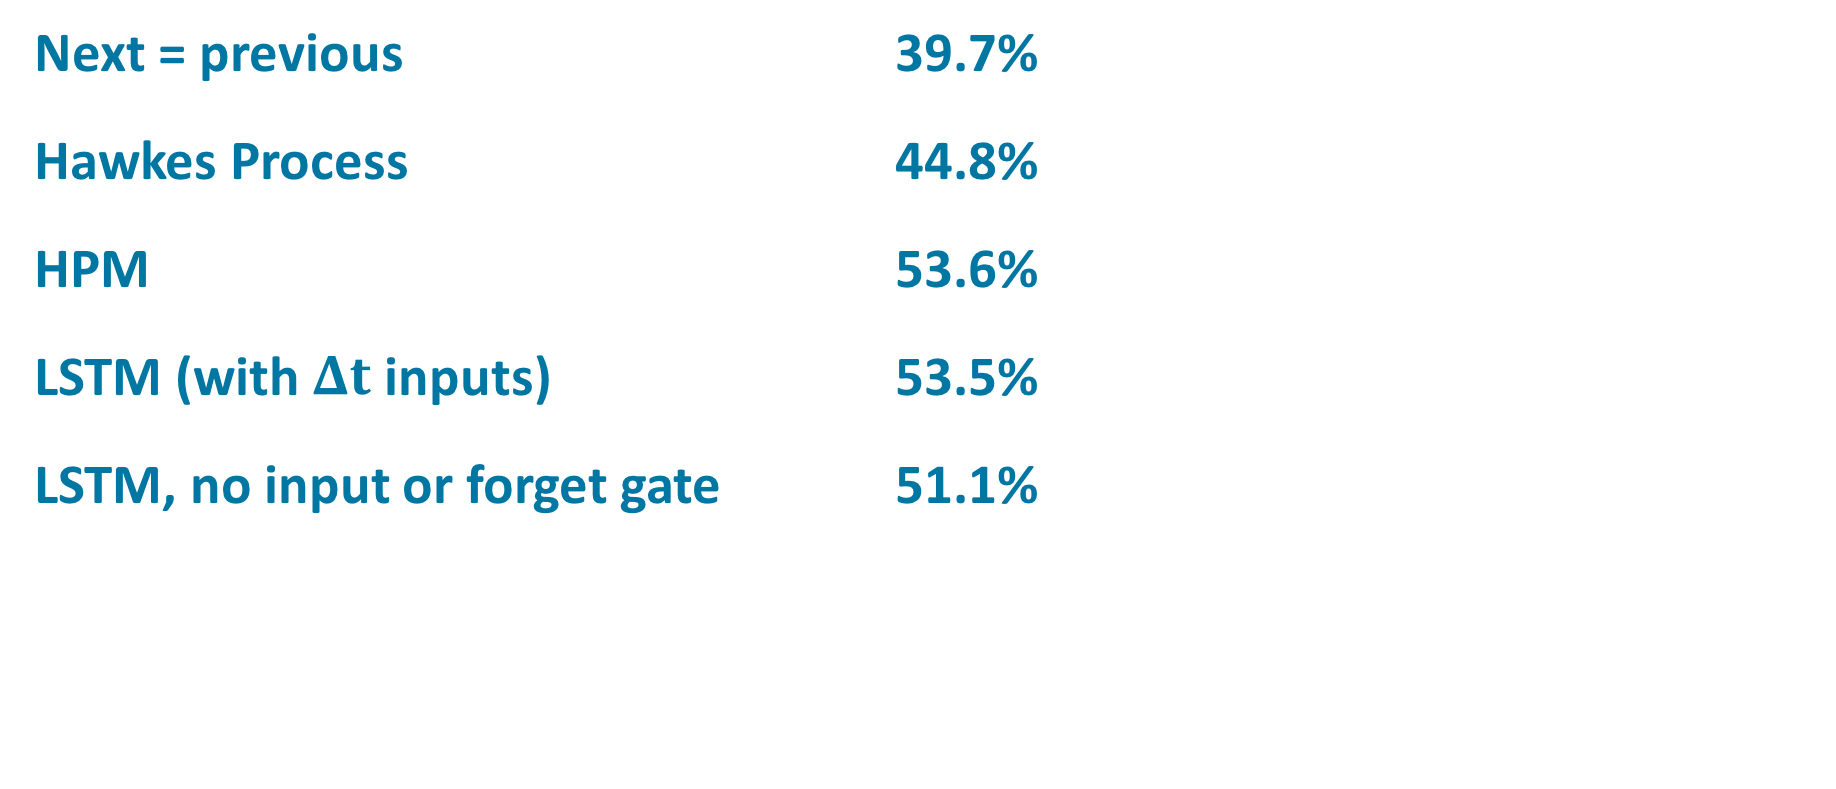 Next = previous 39.7%
Hawkes Process 44.8%
HPM 53.6%
LSTM (with Δt inputs) 53.5%
LSTM, no input or forget gate 51.1%